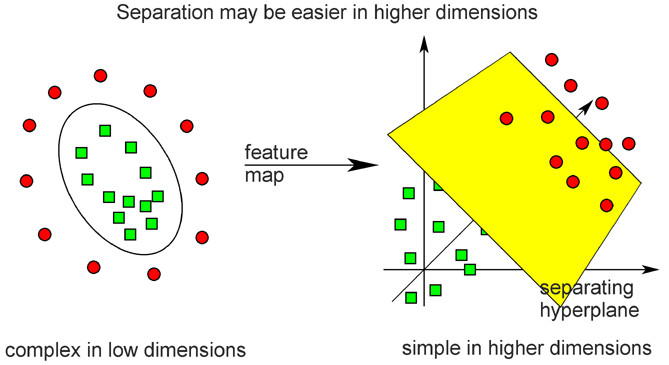 Separation may be easier in higher dimensions
feature
map
separating
hyperplane
complex in low dimensions
simple in higher dimensions